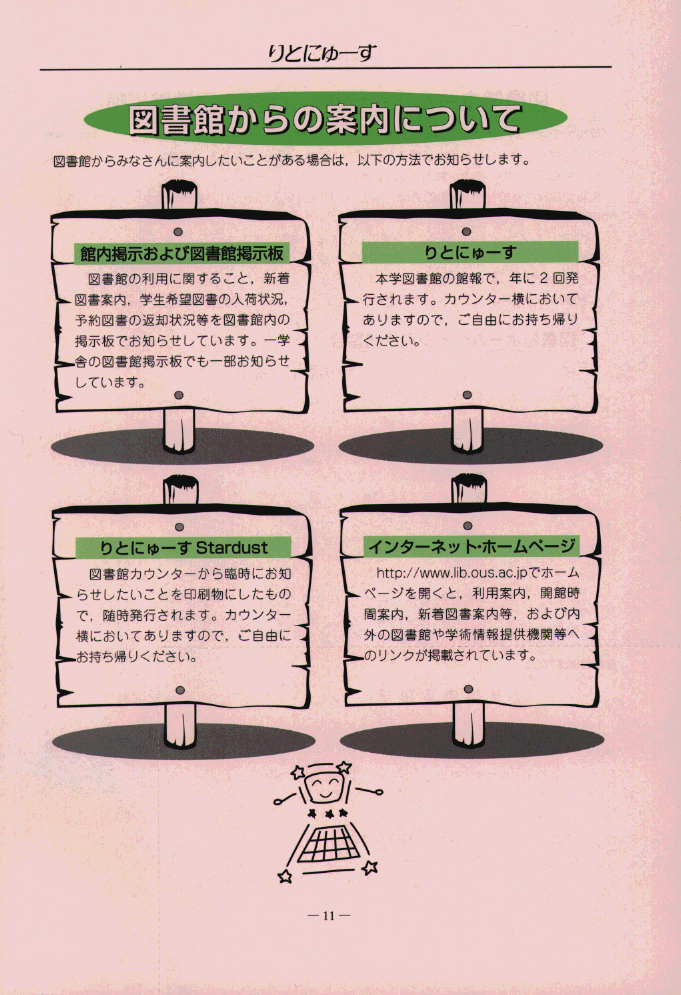 りとにゅーす
図書館からの案内について
図書館からみなさんに案内したいことがある場合は，以下の方法でお知らせします。
館内掲示および図書館掲示板
図書館の利用に関すること，新着
図書案内，学生希望図書の入荷状況，
予約図書の返却状況等を図書館内の
掲示板でお知らせしています。一学
舎の図書館掲示板でも一部お知らせ
しています。
りとにゅーす
本学図書館の館報で，年に２回発
行されます。カウンター横において
ありますので，ご自由にお持ち帰り
ください。
りとにゅーす Stardust
図書館カウンターから臨時にお知
らせしたいことを印刷物にしたもの
で，随時発行されます。カウンター
横においてありますので，ご自由に
お持ち帰りください。
インターネット・ホームページ
http://www.lib.ous.ac.jpでホーム
ページを開くと，利用案内，開館時
間案内，新着図書案内等，および内
外の図書館や学術情報提供機関等へ
のリンクが掲載されています。
— 11 —